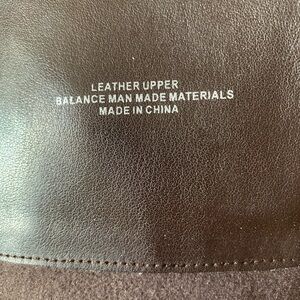 LEATHER UPPER
BALANCE MAN MADE MATERIALS
MADE IN CHINA